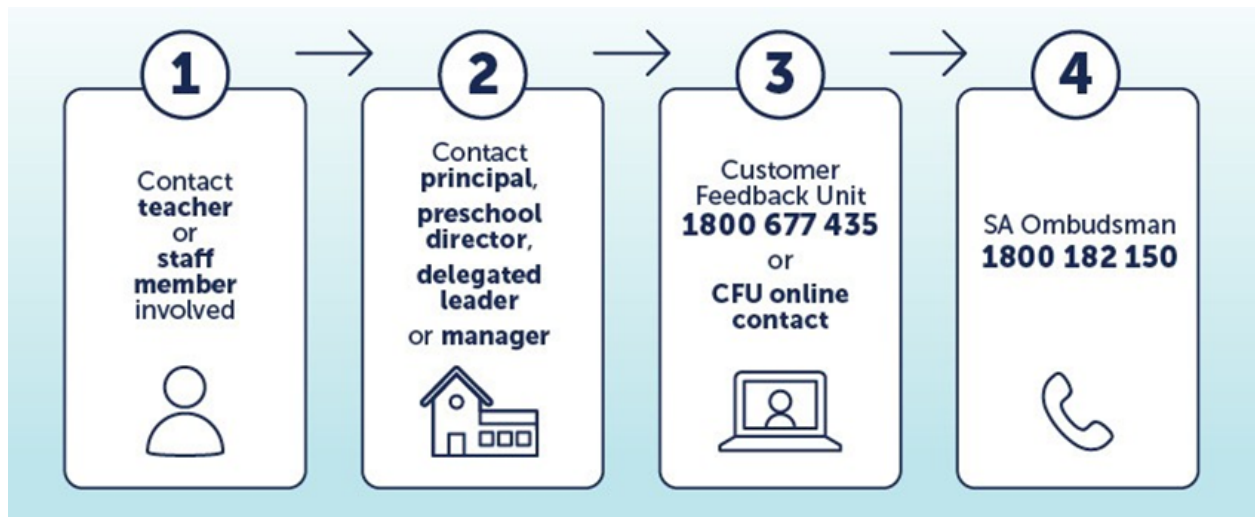 1
Contact
teacher
or
staff
member
involved
2
Contact
principal,
preschool
director,
delegated
leader
or manager
3
Customer
Feedback Unit
1800 677 435
or
CFU online
contact
4
SA Ombudsman
1800 182 150